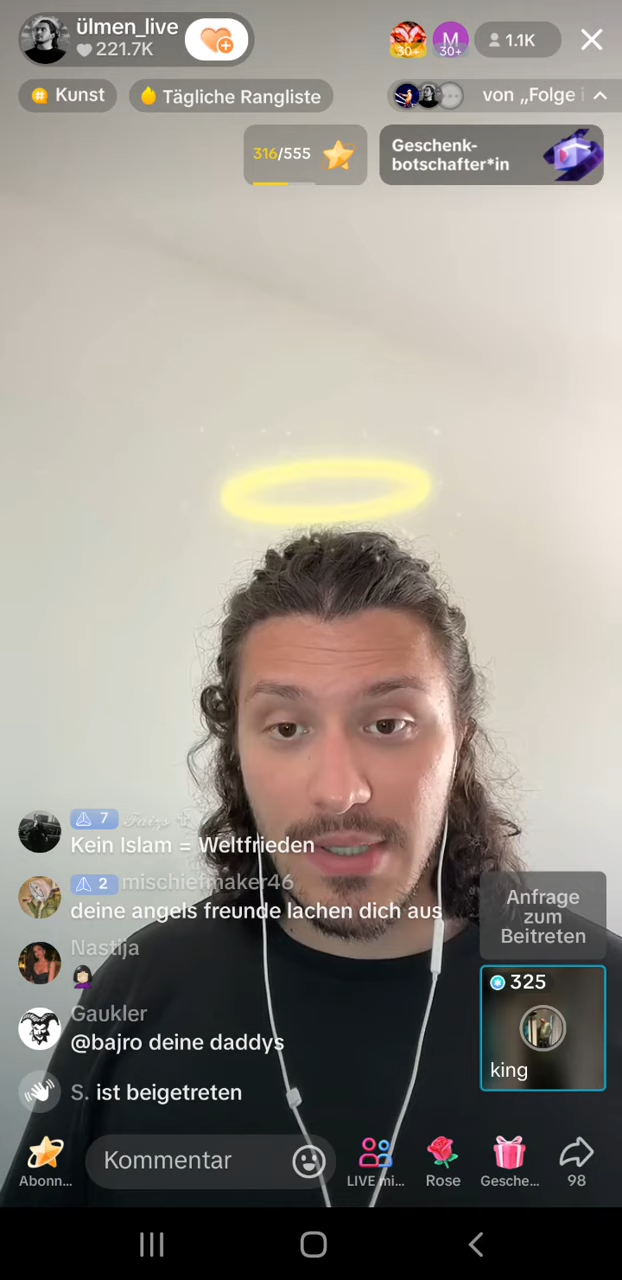 ülmen_live
221.7K
30+
M
30+
1.1K
Kunst
Tägliche Rangliste
von „Folge
316/555
Geschenk-
botschafter*in
7
Kein Islam = Weltfrieden
2 mischiefmaker46
deine angels freunde lachen dich aus
Nastija
Gaukler
@bajro deine daddys
S. ist beigetreten
Anfrage
zum
Beitreten
325
king
Abonn...
Kommentar
LIVE mi...
Rose
Gesche...
98